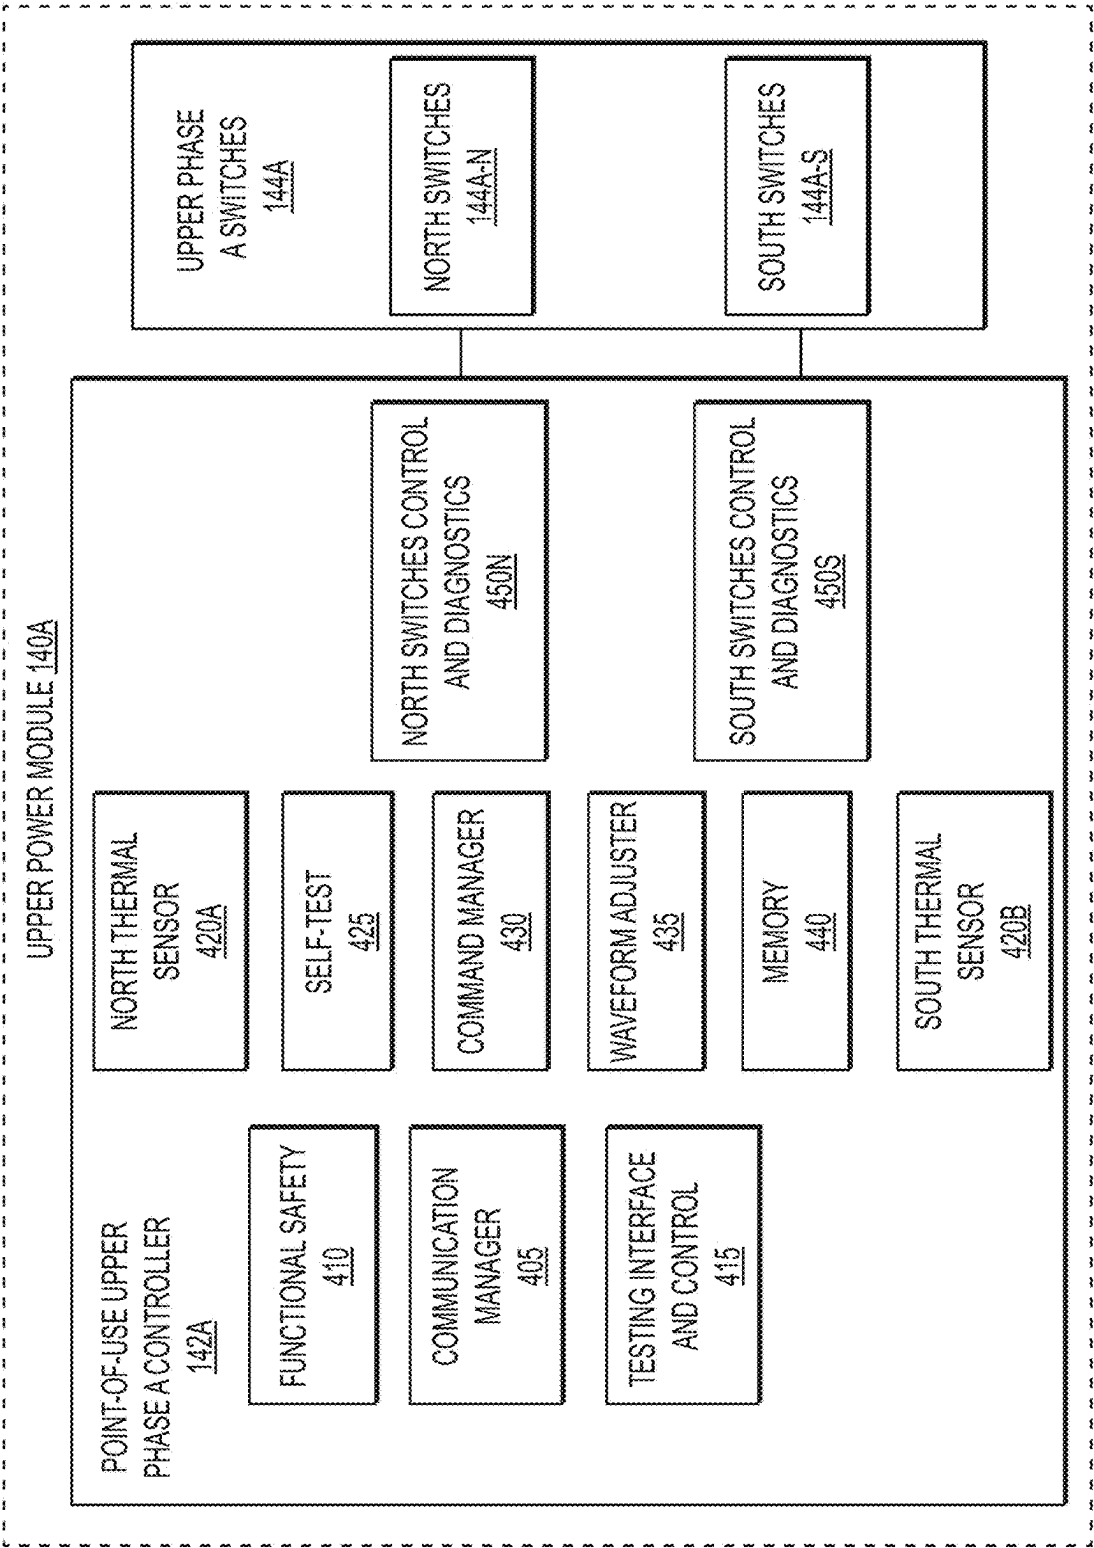 UPPER POWER MODULE 140A
POINT-OF-USE UPPER
PHASE A CONTROLLER
142A
FUNCTIONAL SAFETY
410
COMMUNICATION
MANAGER
405
TESTING INTERFACE
AND CONTROL
415
NORTH THERMAL
SENSOR
420A
SELF-TEST
425
COMMAND MANAGER
430
WAVEFORM ADJUSTER
435
MEMORY
440
SOUTH THERMAL
SENSOR
420B
NORTH SWITCHES CONTROL
AND DIAGNOSTICS
450N
SOUTH SWITCHES CONTROL
AND DIAGNOSTICS
450S
UPPER PHASE
A SWITCHES
144A
NORTH SWITCHES
144A-N
SOUTH SWITCHES
144A-S